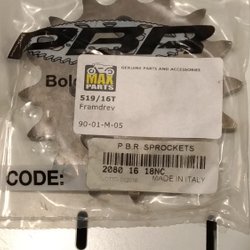 PBR
Bolo
GENUINE PARTS AND ACCESSORIES
MAX
PARTS
519/16T
Framdrev
90-01-M-05
P.B.R. SPROCKETS
CODE:
2080 16 18NC
MADE IN ITALY